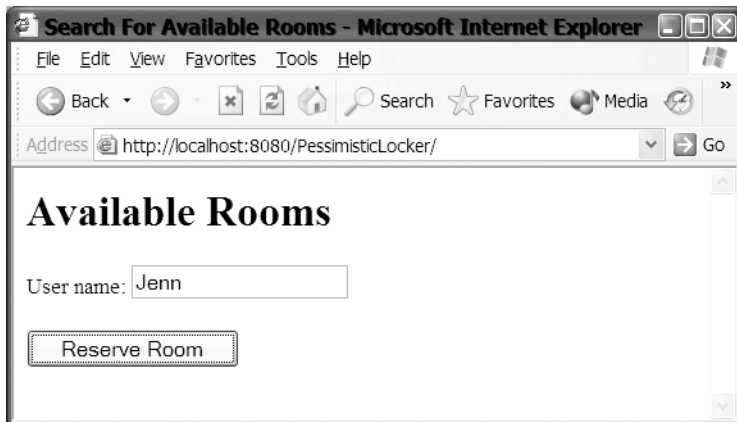 Search For Available Rooms - Microsoft Internet Explorer
File Edit View Favorites Tools Help
Back Search Favorites Media »
Address http://localhost:8080/PessimisticLocker/ Go
Available Rooms
User name: Jenn
Reserve Room